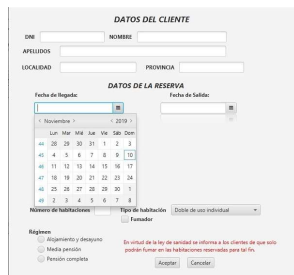 DATOS DEL CLIENTE
DNI NOMBRE
APELLIDOS
LOCALIDAD PROVINCIA
DATOS DE LA RESERVA
Fecha de llegada: Fecha de Salida:
< Noviembre > < 2019 >
Lun Mar Mié Jue Vie Sáb Dom
44 28 29 30 31 1 2 3
45 4 5 6 7 8 9 10
46 11 12 13 14 15 16 17
47 18 19 20 21 22 23 24
48 25 26 27 28 29 30 1
49 2 3 4 5 6 7 8
Número de habitaciones Tipo de habitación Doble de uso individual
Fumador
Régimen
Alojamiento y desayuno
Media pensión
Pensión completa
En virtud de la ley de sanidad se informa a los clientes de que solo
podrán fumar en las habitaciones reservadas para tal fin.
Aceptar Cancelar